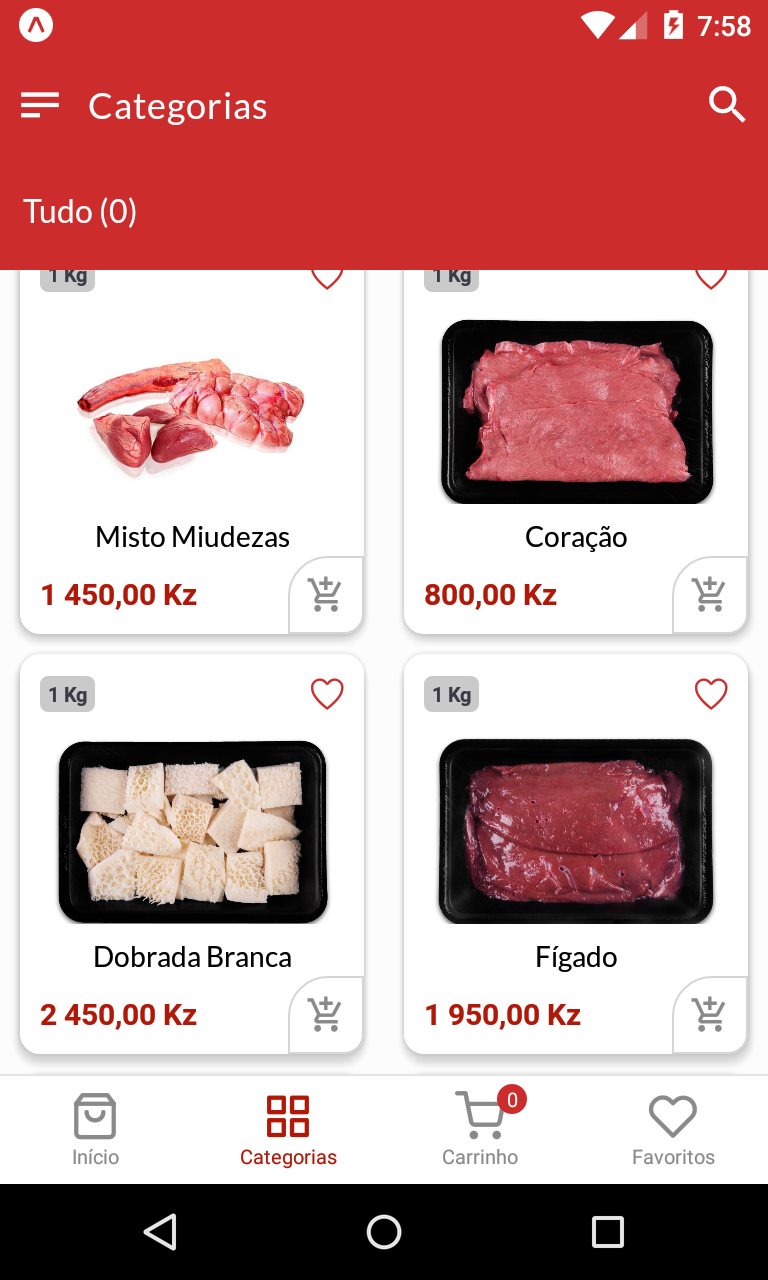 7:58
Categorias
Tudo (0)
1 Kg
1 Kg
Misto Miudezas
Coração
1 450,00 Kz
800,00 Kz
1 Kg
1 Kg
Dobrada Branca
Fígado
2 450,00 Kz
1 950,00 Kz
0
Início
Categorias
Carrinho
Favoritos